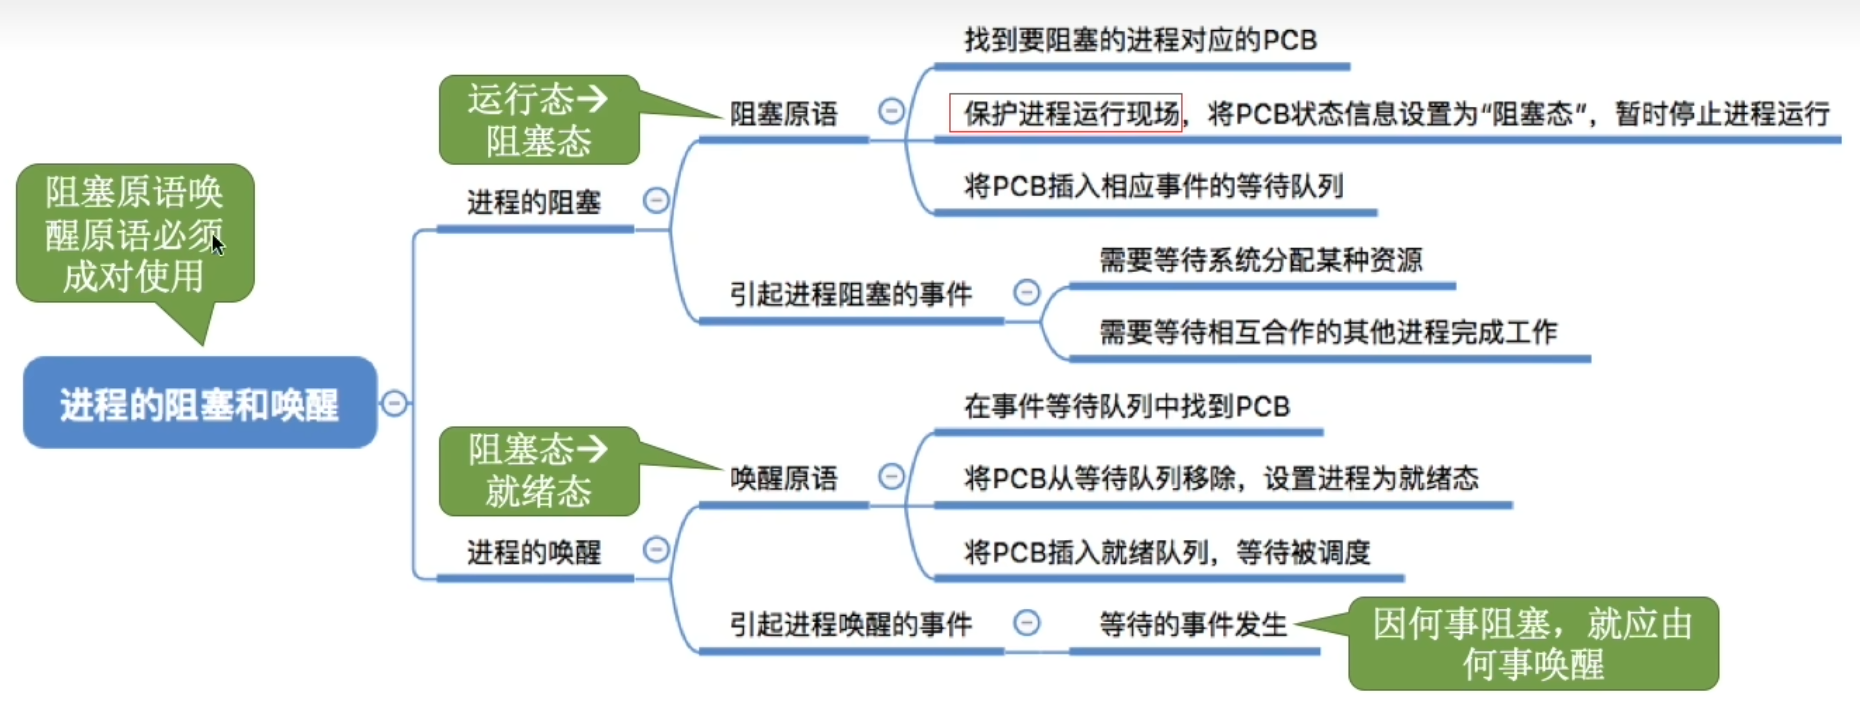 找到要阻塞的进程对应的PCB
运行态→
阻塞态
阻塞原语
保护进程运行现场，将PCB状态信息设置为“阻塞态”，暂时停止进程运行
将PCB插入相应事件的等待队列
进程的阻塞
阻塞原语唤
醒原语必须
成对使用
引起进程阻塞的事件
需要等待系统分配某种资源
需要等待相互合作的其他进程完成工作
进程的阻塞和唤醒
在事件等待队列中找到PCB
阻塞态→
就绪态
唤醒原语
将PCB从等待队列移除，设置进程为就绪态
将PCB插入就绪队列，等待被调度
进程的唤醒
引起进程唤醒的事件
等待的事件发生
因何事阻塞，就应由
何事唤醒